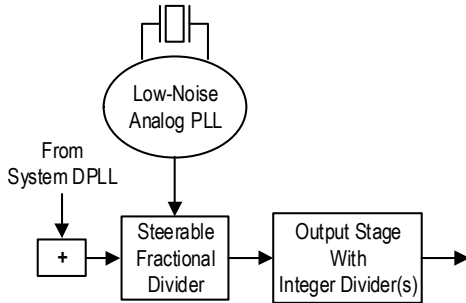 Low-Noise
Analog PLL
From
System DPLL
+
Steerable
Fractional
Divider
Output Stage
With
Integer Divider(s)